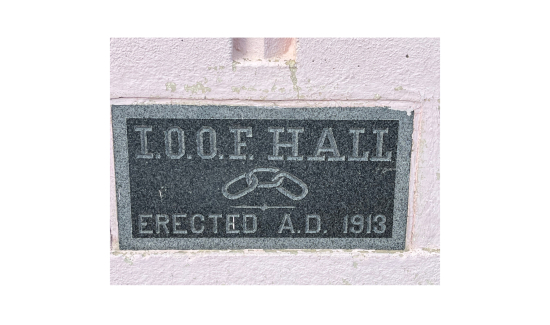 I.O.O.F. HALL
ERECTED A.D. 1913